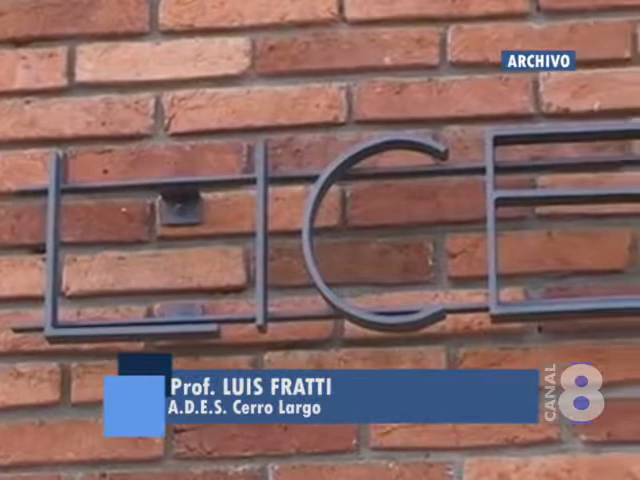 ARCHIVO
LICE
Prof. LUIS FRATTI
A.D.E.S. Cerro Largo
CANAL 8